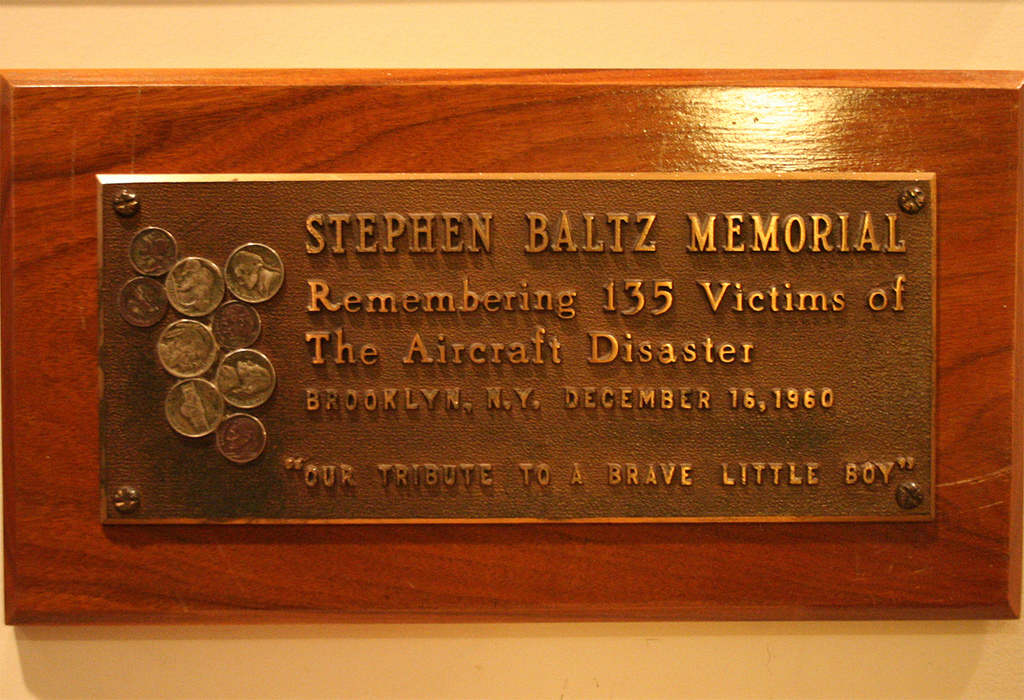 STEPHEN BALTZ MEMORIAL
Remembering 135 Victims of
The Aircraft Disaster
BROOKLYN, N.Y. DECEMBER 16, 1960
"OUR TRIBUTE TO A BRAVE LITTLE BOY"